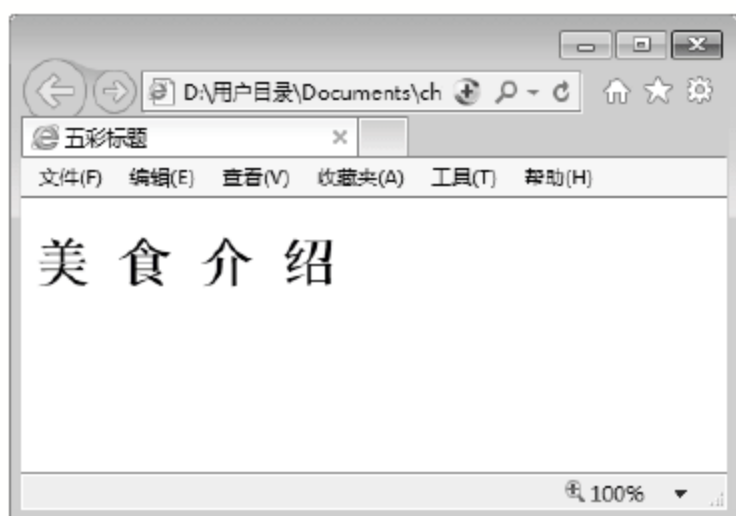 D:\用户目录\Documents\ch
五彩标题
文件(F) 编辑(E) 查看(V) 收藏夹(A) 工具(T) 帮助(H)
美 食 介 绍
100%